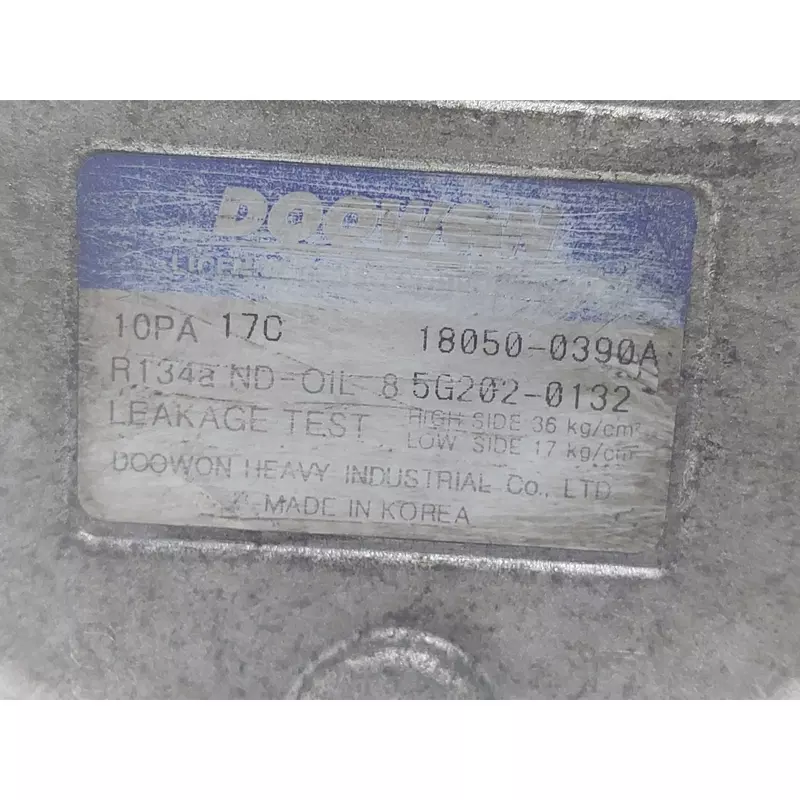 DOOWON
10PA 17C 18050-0390A
R134a ND-OIL 8 5G202-0132
LEAKAGE TEST HIGH SIDE 36 kg/cm²
LOW SIDE 17 kg/cm²
DOOWON HEAVY INDUSTRIAL Co., LTD
MADE IN KOREA